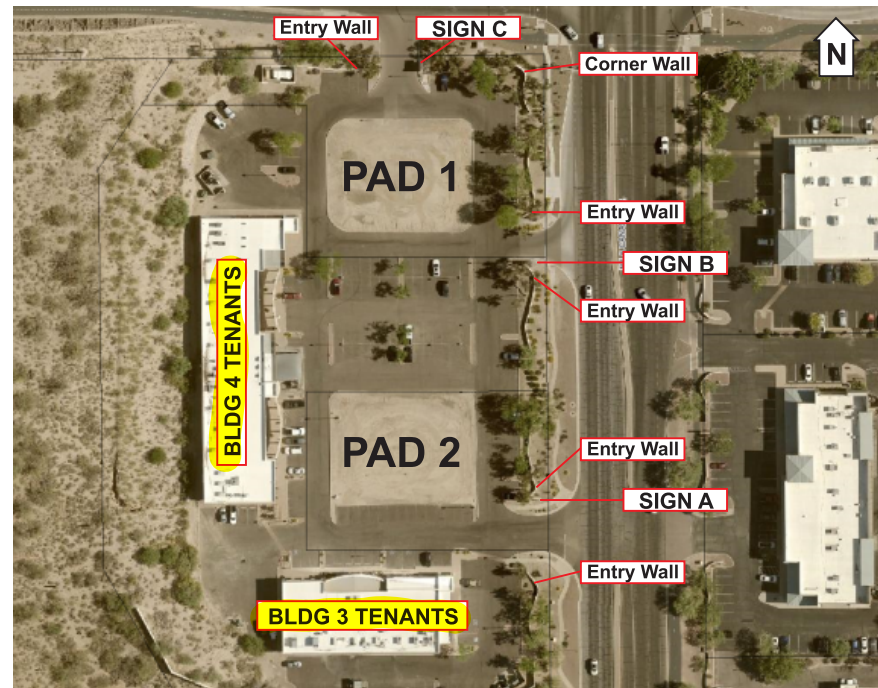 Entry Wall
SIGN C
N
Corner Wall
PAD 1
Entry Wall
SIGN B
Entry Wall
BLDG 4 TENANTS
PAD 2
Entry Wall
SIGN A
Entry Wall
BLDG 3 TENANTS